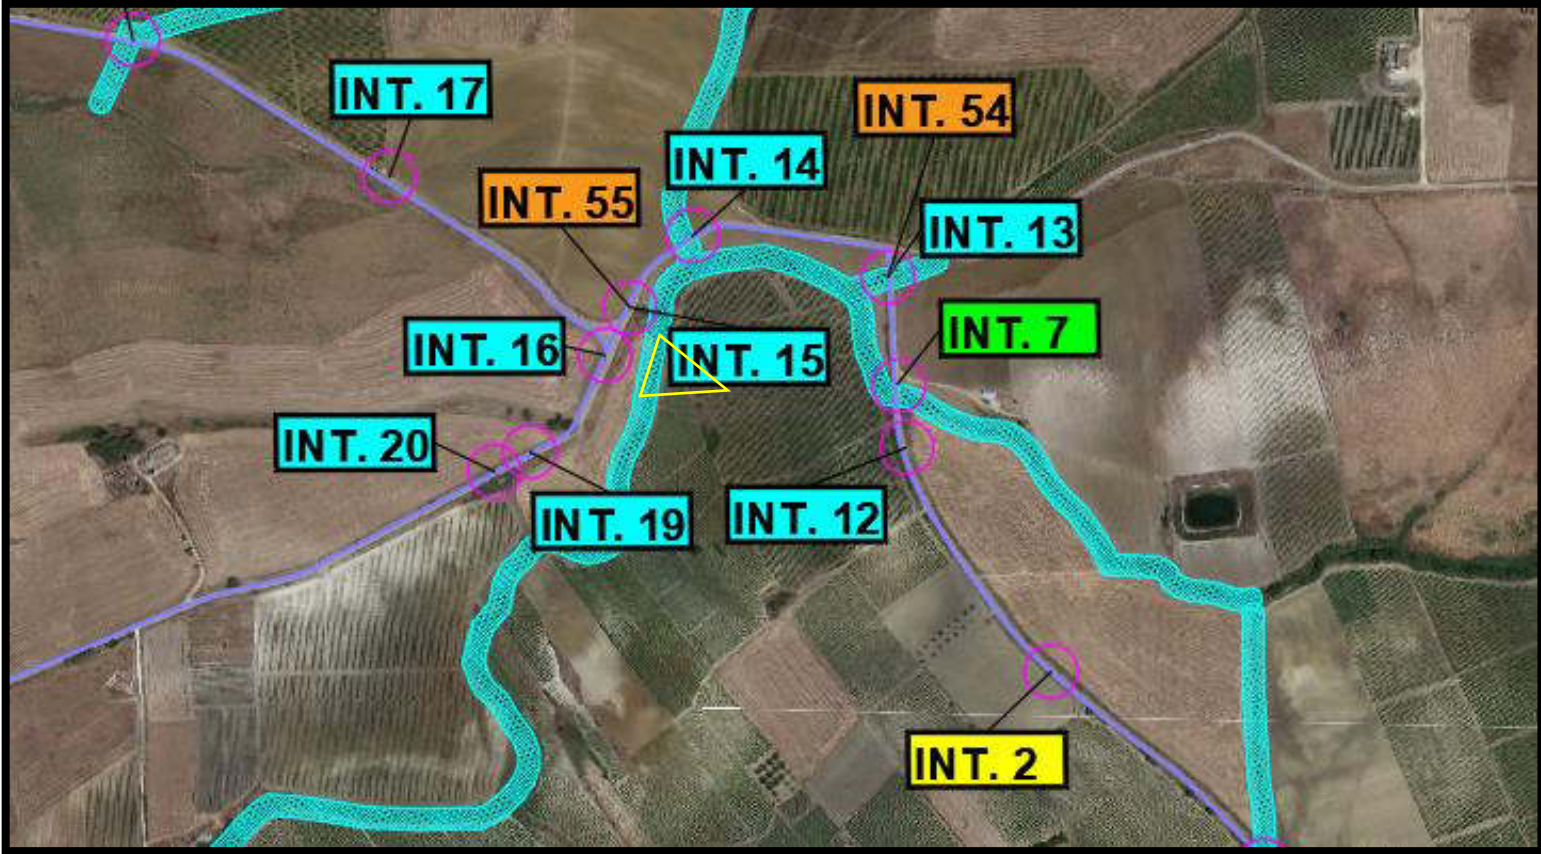 INT. 17
INT. 54
INT. 14
INT. 55
INT. 13
INT. 7
INT. 16
INT. 15
INT. 20
INT. 19
INT. 12
INT. 2